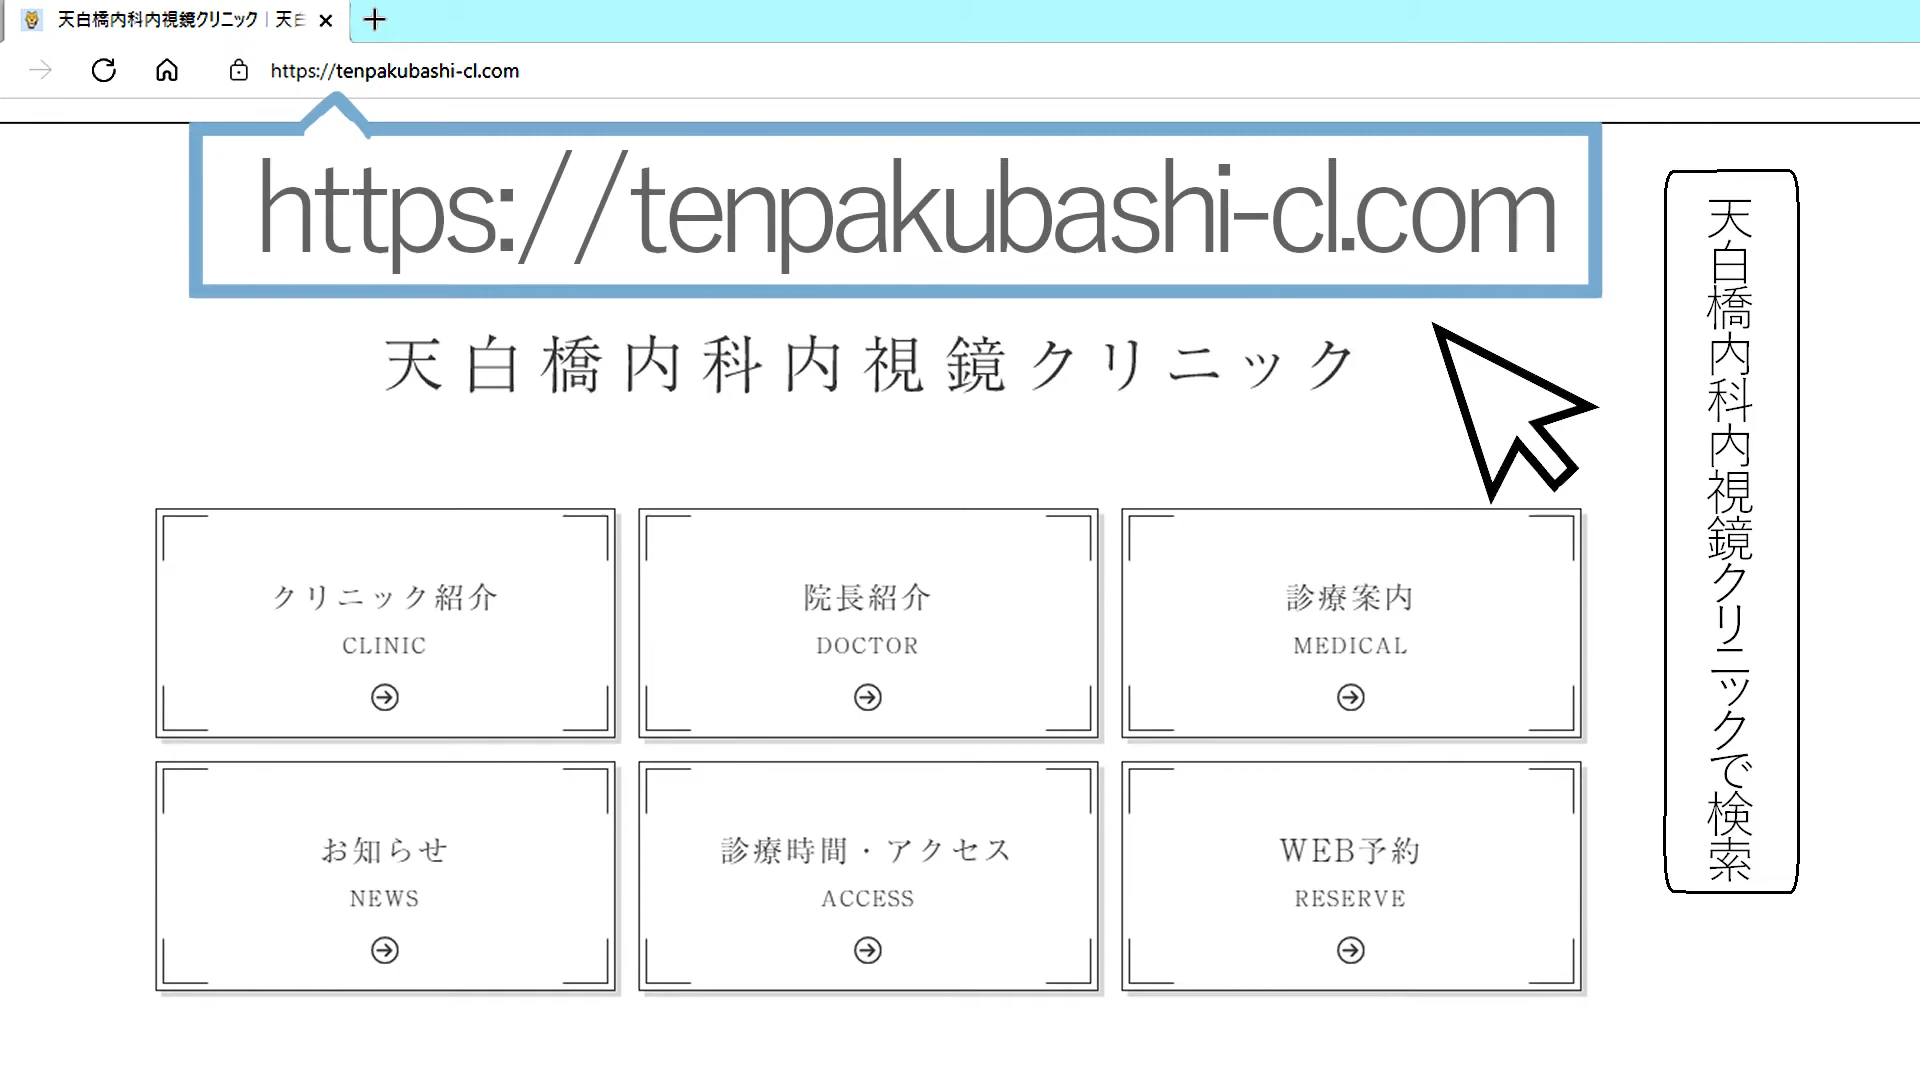 天白橋内科内視鏡クリニック｜天白
https://tenpakubashi-cl.com
https://tenpakubashi-cl.com
天白橋内科内視鏡クリニック
クリニック紹介
CLINIC
院長紹介
DOCTOR
診療案内
MEDICAL
お知らせ
NEWS
診療時間・アクセス
ACCESS
WEB予約
RESERVE
天白橋内科内視鏡クリニックで検索